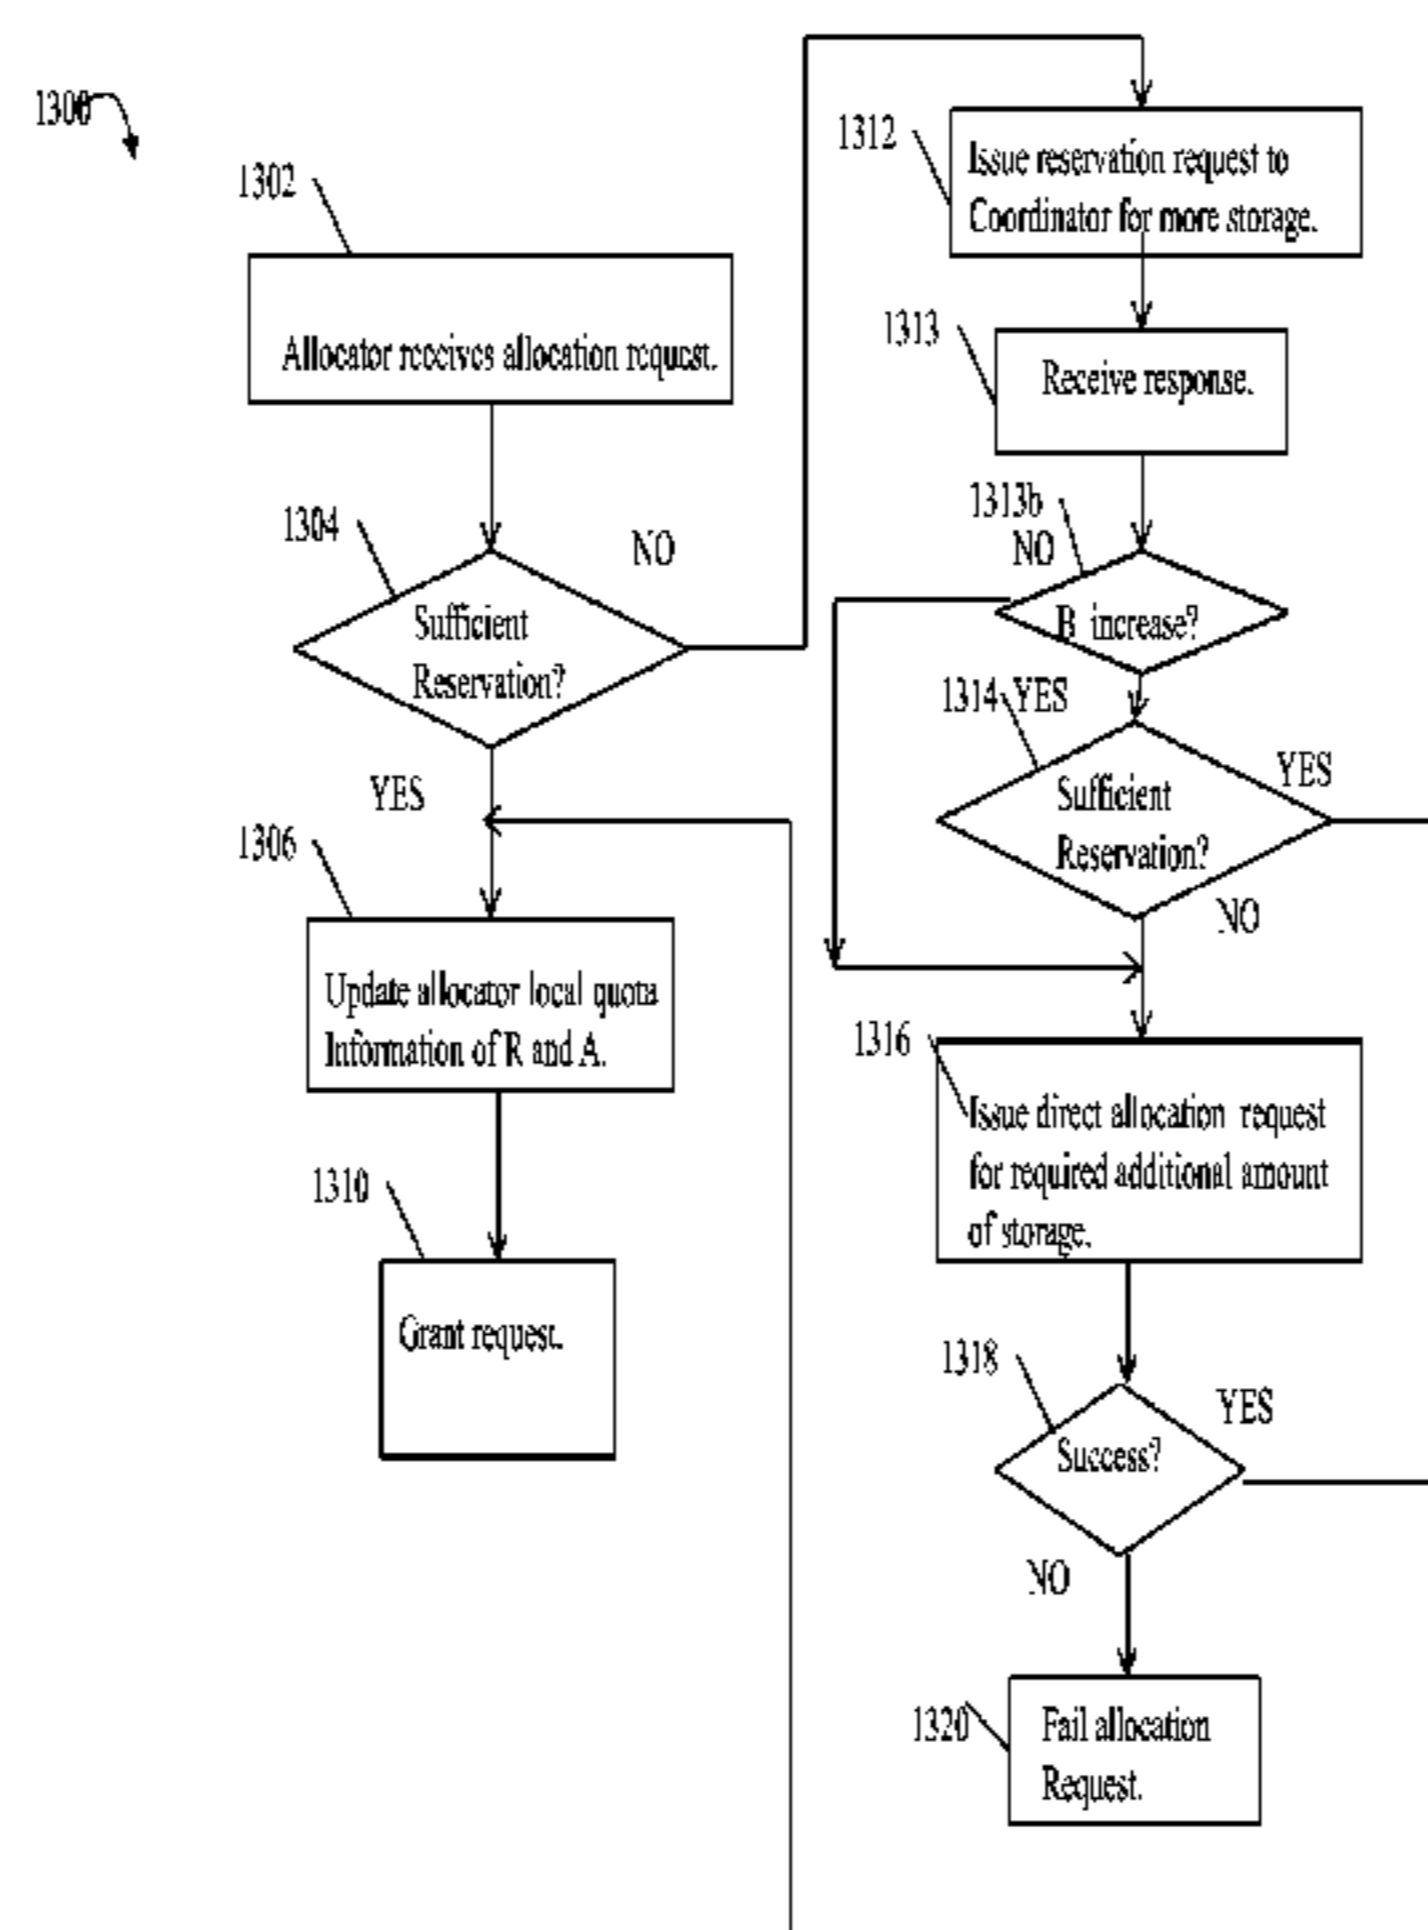 1300
1302
Allocator receives allocation request.
1304
NO
Sufficient
Reservation?
YES
1306
Update allocator local quota
Information of R and A.
1310
Grant request.
1312
Issue reservation request to
Coordinator for more storage.
1313
Receive response.
1313b
NO
B increase?
1314 YES
Sufficient
Reservation?
YES
NO
1316
Issue direct allocation request
for required additional amount
of storage.
1318
YES
Success?
NO
1320
Fail allocation
Request.